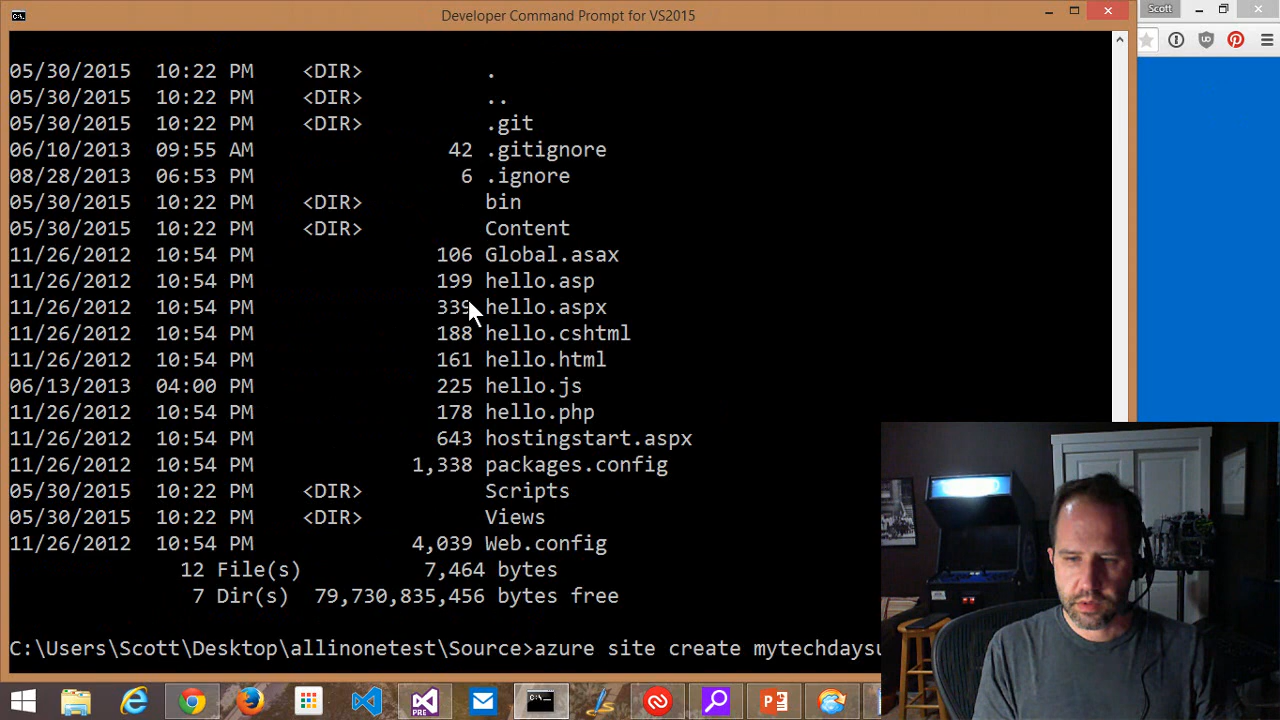 Developer Command Prompt for VS2015
Scott
05/30/2015 10:22 PM <DIR> .
05/30/2015 10:22 PM <DIR> ..
05/30/2015 10:22 PM <DIR> .git
06/10/2013 09:55 AM 42 .gitignore
08/28/2013 06:53 PM 6 .ignore
05/30/2015 10:22 PM <DIR> bin
05/30/2015 10:22 PM <DIR> Content
11/26/2012 10:54 PM 106 Global.asax
11/26/2012 10:54 PM 199 hello.asp
11/26/2012 10:54 PM 339 hello.aspx
11/26/2012 10:54 PM 188 hello.cshtml
11/26/2012 10:54 PM 161 hello.html
06/13/2013 04:00 PM 225 hello.js
11/26/2012 10:54 PM 178 hello.php
11/26/2012 10:54 PM 643 hostingstart.aspx
11/26/2012 10:54 PM 1,338 packages.config
05/30/2015 10:22 PM <DIR> Scripts
05/30/2015 10:22 PM <DIR> Views
11/26/2012 10:54 PM 4,039 Web.config
12 File(s) 7,464 bytes
7 Dir(s) 79,730,835,456 bytes free
C:\Users\Scott\Desktop\allinonetest\Source>azure site create mytechdaysu
PRE